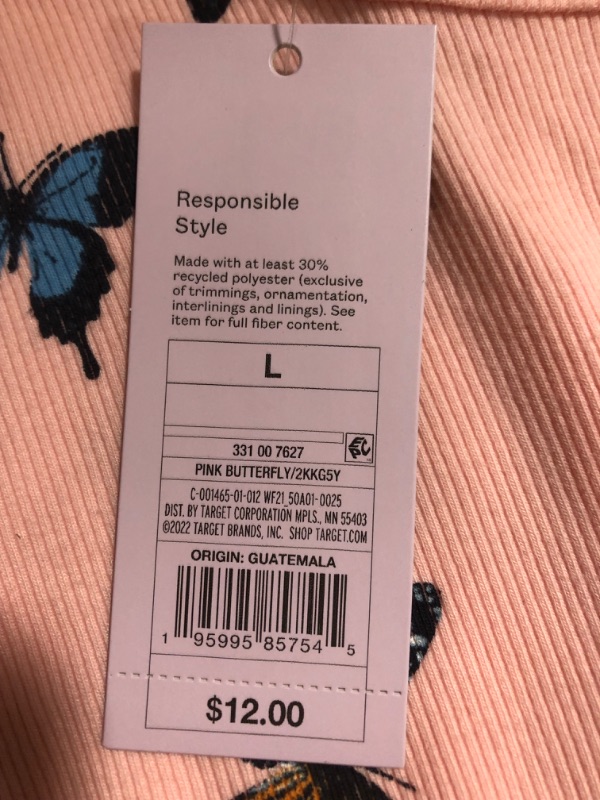 Responsible
Style
Made with at least 30%
recycled polyester (exclusive
of trimmings, ornamentation,
interlinings and linings). See
item for full fiber content.
L
331 00 7627
EPC
PINK BUTTERFLY/2KKG5Y
C-001465-01-012 WF21_50A01-0025
DIST. BY TARGET CORPORATION MPLS., MN 55403
©2022 TARGET BRANDS, INC. SHOP TARGET.COM
ORIGIN: GUATEMALA
1 95995 85754 5
$12.00